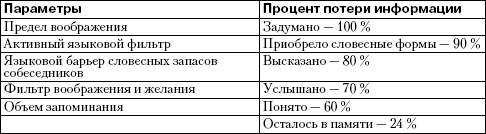 Параметры Процент потери информации
Предел воображения Задумано — 100 %
Активный языковой фильтр Приобрело словесные формы — 90 %
Языковой барьер словесных запасов Высказано — 80 %
собеседников
Фильтр воображения и желания Услышано — 70 %
Объем запоминания Понято — 60 %
Осталось в памяти — 24 %